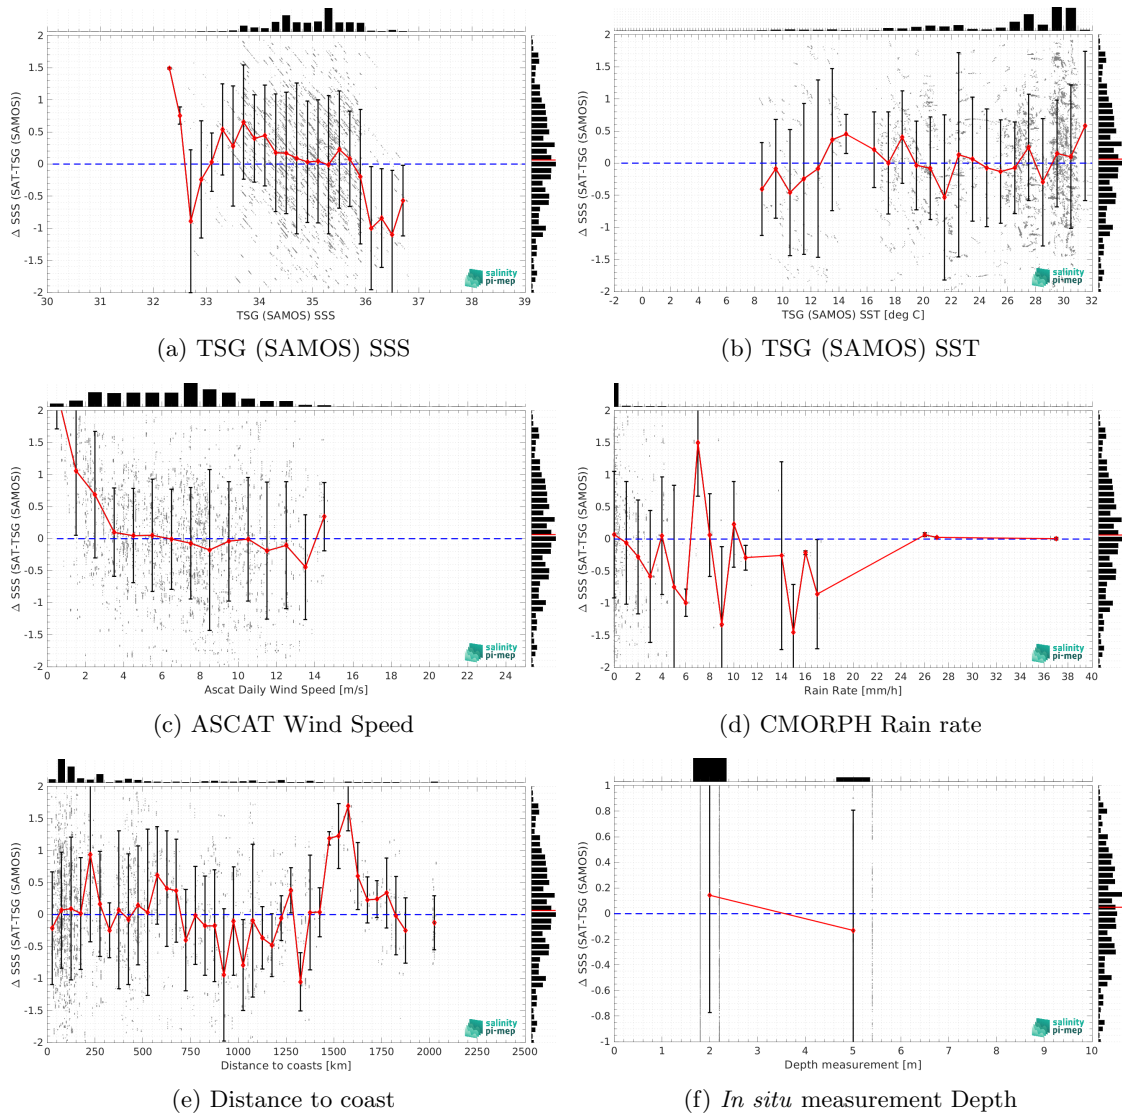 2
1.5
1
0.5
0
-0.5
-1
-1.5
-2
Δ SSS (SAT-TSG (SAMOS))
salinity
pi-mep
30 31 32 33 34 35 36 37 38 39
TSG (SAMOS) SSS
(a) TSG (SAMOS) SSS
2
1.5
1
0.5
0
-0.5
-1
-1.5
-2
Δ SSS (SAT-TSG (SAMOS))
salinity
pi-mep
-2 0 2 4 6 8 10 12 14 16 18 20 22 24 26 28 30 32
TSG (SAMOS) SST [deg C]
(b) TSG (SAMOS) SST
2
1.5
1
0.5
0
-0.5
-1
-1.5
-2
Δ SSS (SAT-TSG (SAMOS))
salinity
pi-mep
0 2 4 6 8 10 12 14 16 18 20 22 24
Ascat Daily Wind Speed [m/s]
(c) ASCAT Wind Speed
2
1.5
1
0.5
0
-0.5
-1
-1.5
-2
Δ SSS (SAT-TSG (SAMOS))
salinity
pi-mep
0 2 4 6 8 10 12 14 16 18 20 22 24 26 28 30 32 34 36 38 40
Rain Rate [mm/h]
(d) CMORPH Rain rate
2
1.5
1
0.5
0
-0.5
-1
-1.5
-2
Δ SSS (SAT-TSG (SAMOS))
salinity
pi-mep
0 250 500 750 1000 1250 1500 1750 2000 2250 2500
Distance to coasts [km]
(e) Distance to coast
1
0.8
0.6
0.4
0.2
0
-0.2
-0.4
-0.6
-0.8
-1
Δ SSS (SAT-TSG (SAMOS))
salinity
pi-mep
0 1 2 3 4 5 6 7 8 9 10
Depth measurement [m]
(f) In situ measurement Depth